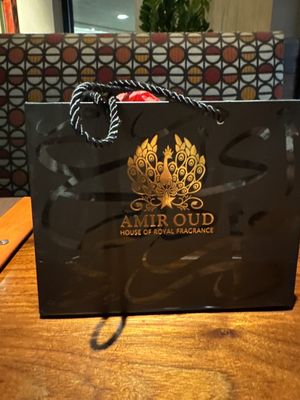 AMIR OUD
HOUSE OF ROYAL FRAGRANCE